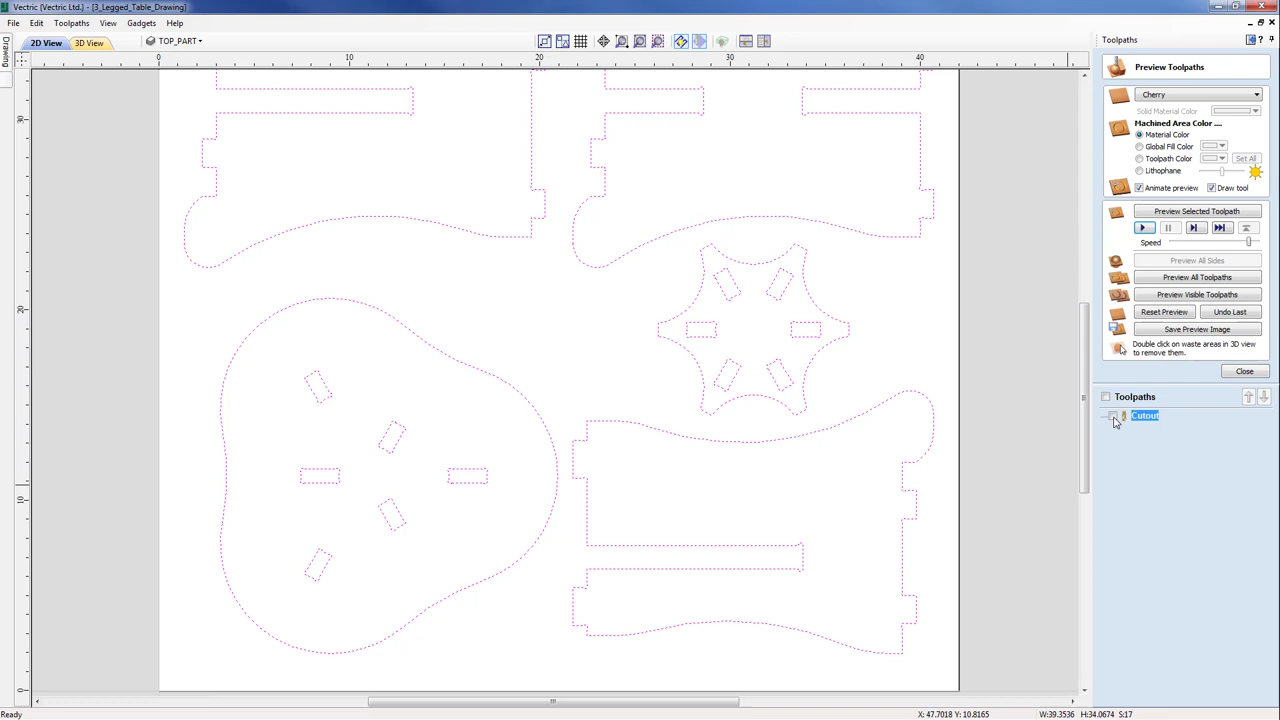 Vectric (Vectric Ltd.) - [3_Legged_Table_Drawing]
File Edit Toolpaths View Gadgets Help
2D View 3D View TOP_PART
Drawing
0 10 20 30 40
30
20
10
0
Toolpaths
Preview Toolpaths
Cherry
Solid Material Color
Machined Area Color ....
Material Color
Global Fill Color
Toolpath Color Set All
Lithophane
Animate preview Draw tool
Preview Selected Toolpath
Speed
Preview All Sides
Preview All Toolpaths
Preview Visible Toolpaths
Reset Preview Undo Last
Save Preview Image
Double click on waste areas in 3D view
to remove them.
Close
Toolpaths
Cutout
Ready X: 47.7018 Y: 10.8165 W:39.3536 H:34.0674 S:17